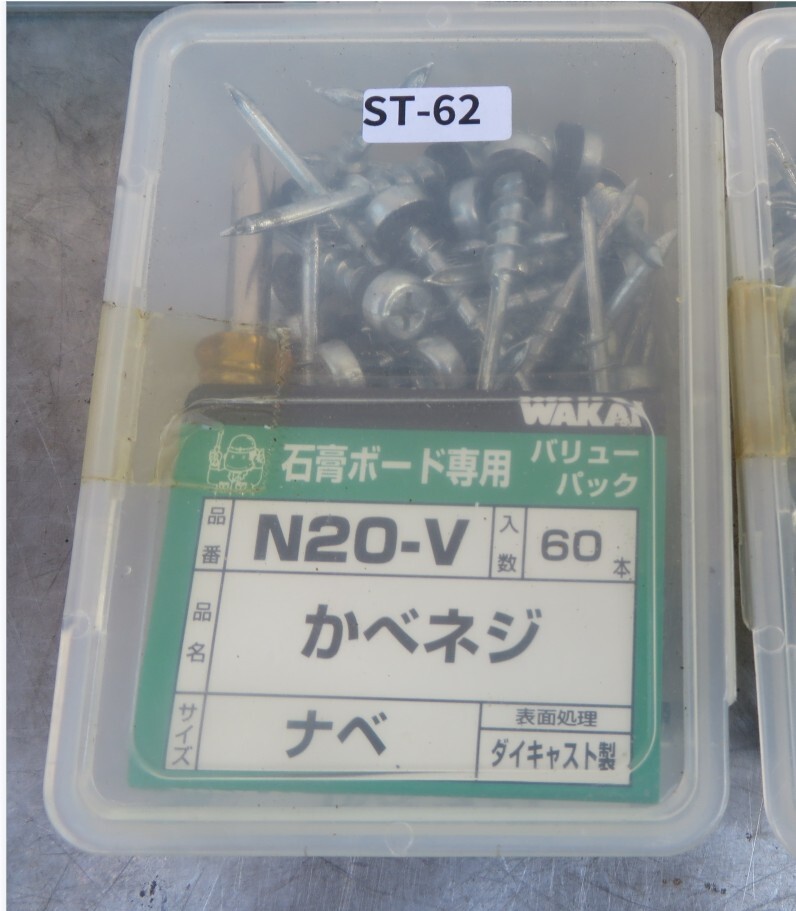 ST-62
WAKAI
石膏ボード専用
バリュー
パック
品番
N20-V
入数
60本
品名
かべネジ
サイズ
ナベ
表面処理
ダイキャスト製